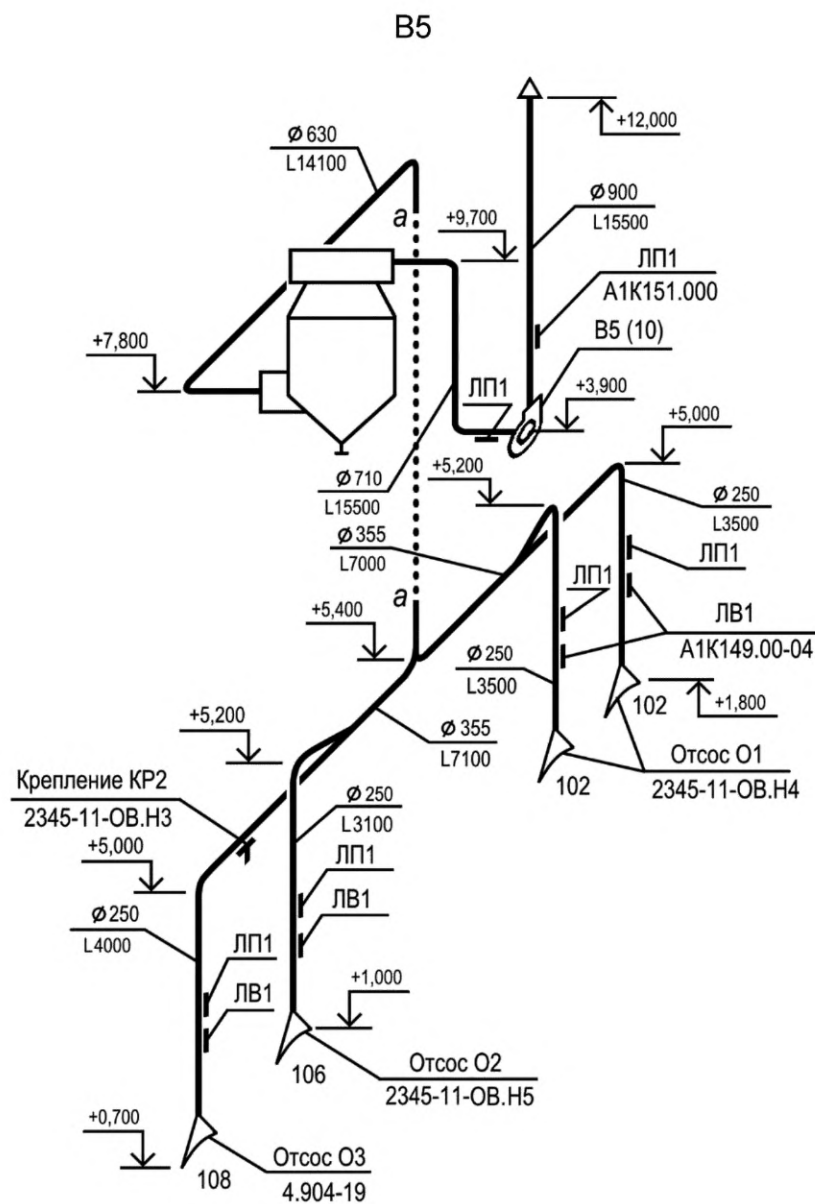 В5
+12,000
Ø 630
L14100
Ø 900
L15500
a
+9,700
ЛП1
А1К151.000
В5 (10)
+7,800
ЛП1
+3,900
+5,000
+5,200
Ø 710
L15500
Ø 250
L3500
Ø 355
L7000
ЛП1
ЛП1
a
ЛВ1
А1К149.00-04
+5,400
Ø 250
L3500
102
+1,800
+5,200
Ø 355
L7100
102
Отсос О1
2345-11-ОВ.Н4
Крепление КР2
2345-11-ОВ.Н3
Ø 250
L3100
+5,000
ЛП1
ЛВ1
Ø 250
L4000
ЛП1
ЛВ1
+1,000
106
Отсос О2
2345-11-ОВ.Н5
+0,700
108
Отсос О3
4.904-19